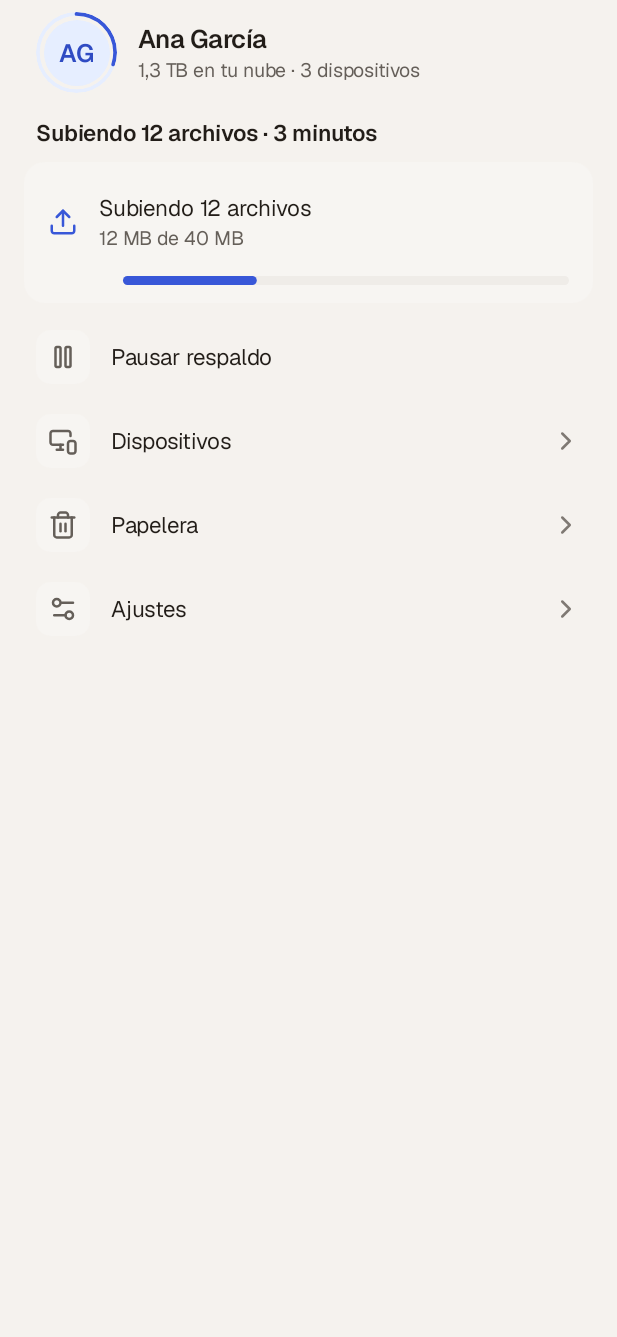 AG
Ana García
1,3 TB en tu nube · 3 dispositivos
Subiendo 12 archivos · 3 minutos
Subiendo 12 archivos
12 MB de 40 MB
Pausar respaldo
Dispositivos
Papelera
Ajustes